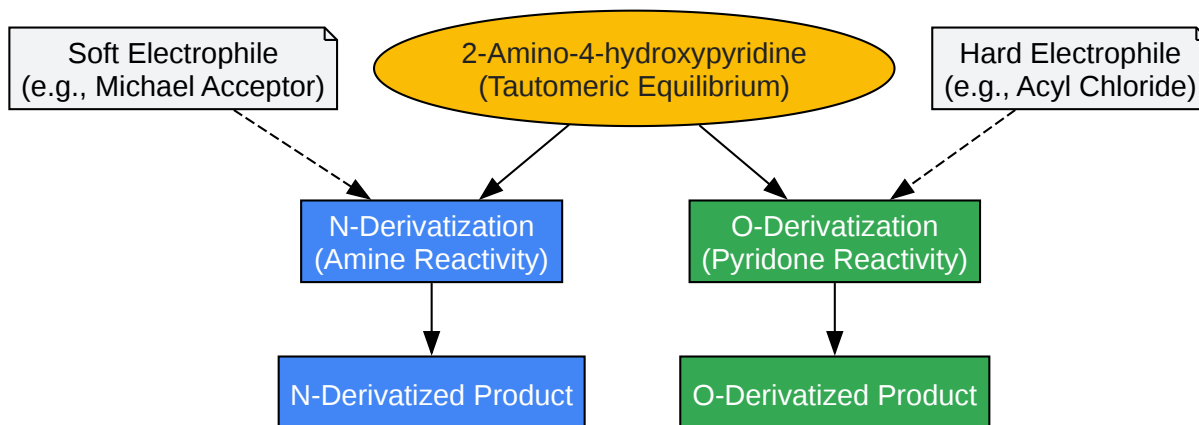 Soft Electrophile
(e.g., Michael Acceptor)
2-Amino-4-hydroxypyridine
(Tautomeric Equilibrium)
Hard Electrophile
(e.g., Acyl Chloride)
N-Derivatization
(Amine Reactivity)
O-Derivatization
(Pyridone Reactivity)
N-Derivatized Product
O-Derivatized Product